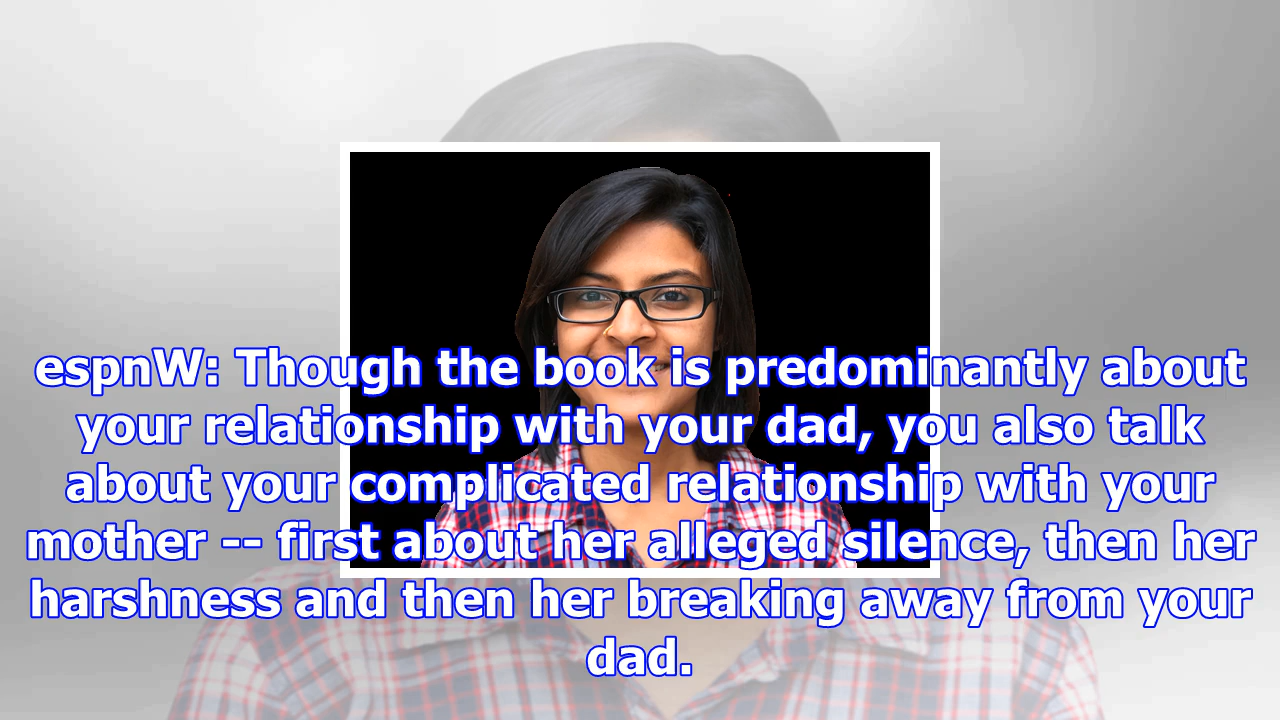 espnW: Though the book is predominantly about
your relationship with your dad, you also talk
about your complicated relationship with your
mother -- first about her alleged silence, then her
harshness and then her breaking away from your
dad.